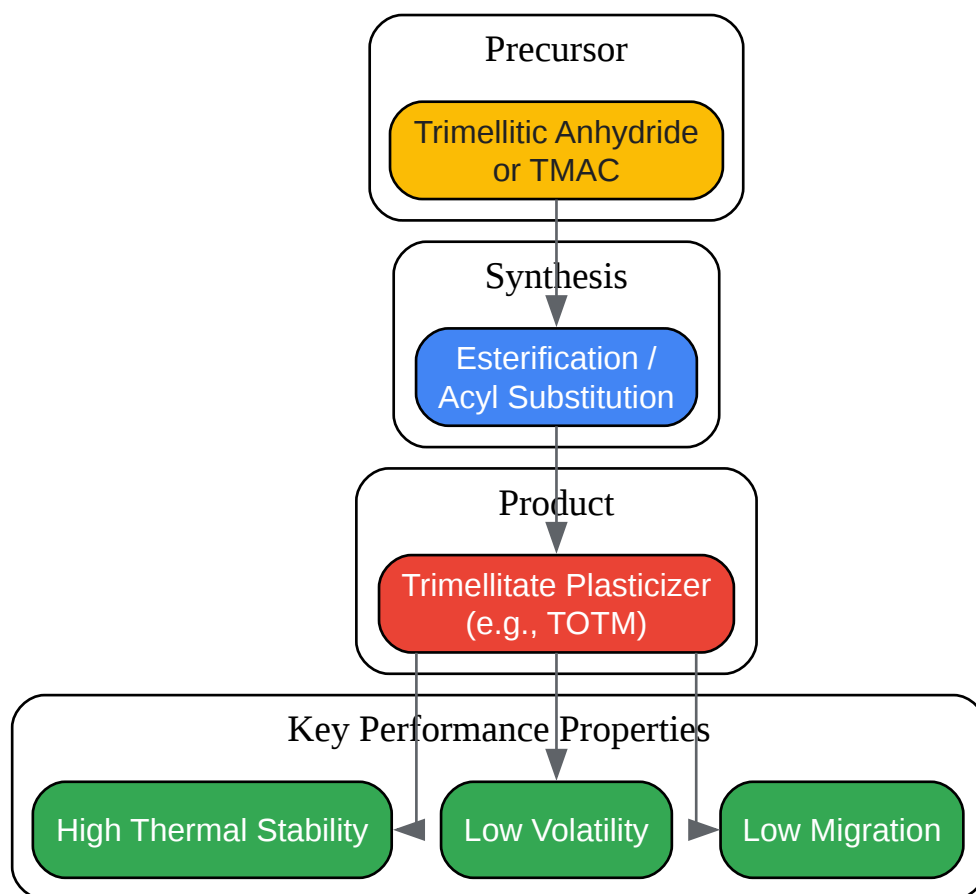 Precursor
Trimellitic Anhydride
or TMAC
Synthesis
Esterification /
Acyl Substitution
Product
Trimellitate Plasticizer
(e.g., TOTM)
Key Performance Properties
High Thermal Stability
Low Volatility
Low Migration